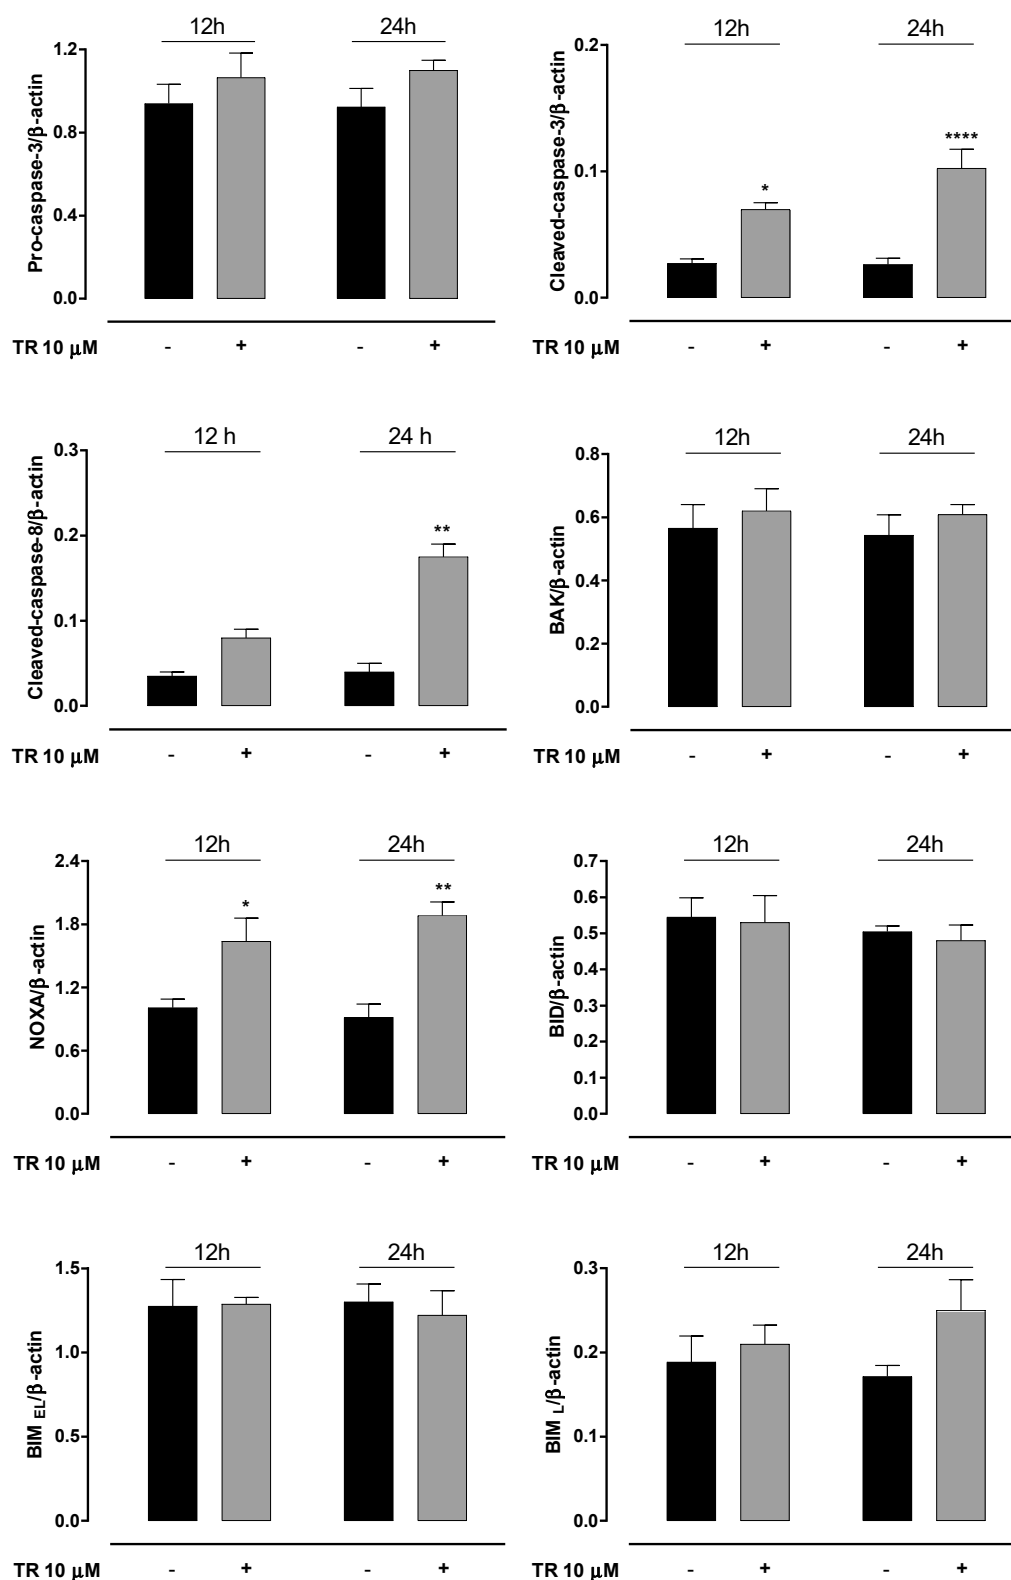 12h 24h
Pro-caspase-3/β-actin
1.2
0.8
0.4
0.0
TR 10 μM - + - +
12h 24h
Cleaved-caspase-3/β-actin
0.2
0.1
0.0
*
****
TR 10 μM - + - +
12 h 24 h
Cleaved-caspase-8/β-actin
0.3
0.2
0.1
0.0
**
TR 10 μM - + - +
12h 24h
BAK/β-actin
0.8
0.6
0.4
0.2
0.0
TR 10 μM - + - +
12h 24h
NOXA/β-actin
2.4
1.8
1.2
0.6
0.0
*
**
TR 10 μM - + - +
12h 24h
BID/β-actin
0.7
0.6
0.5
0.4
0.3
0.2
0.1
0.0
TR 10 μM - + - +
12h 24h
BIM EL/β-actin
1.5
1.0
0.5
0.0
TR 10 μM - + - +
12h 24h
BIM L/β-actin
0.3
0.2
0.1
0.0
TR 10 μM - + - +